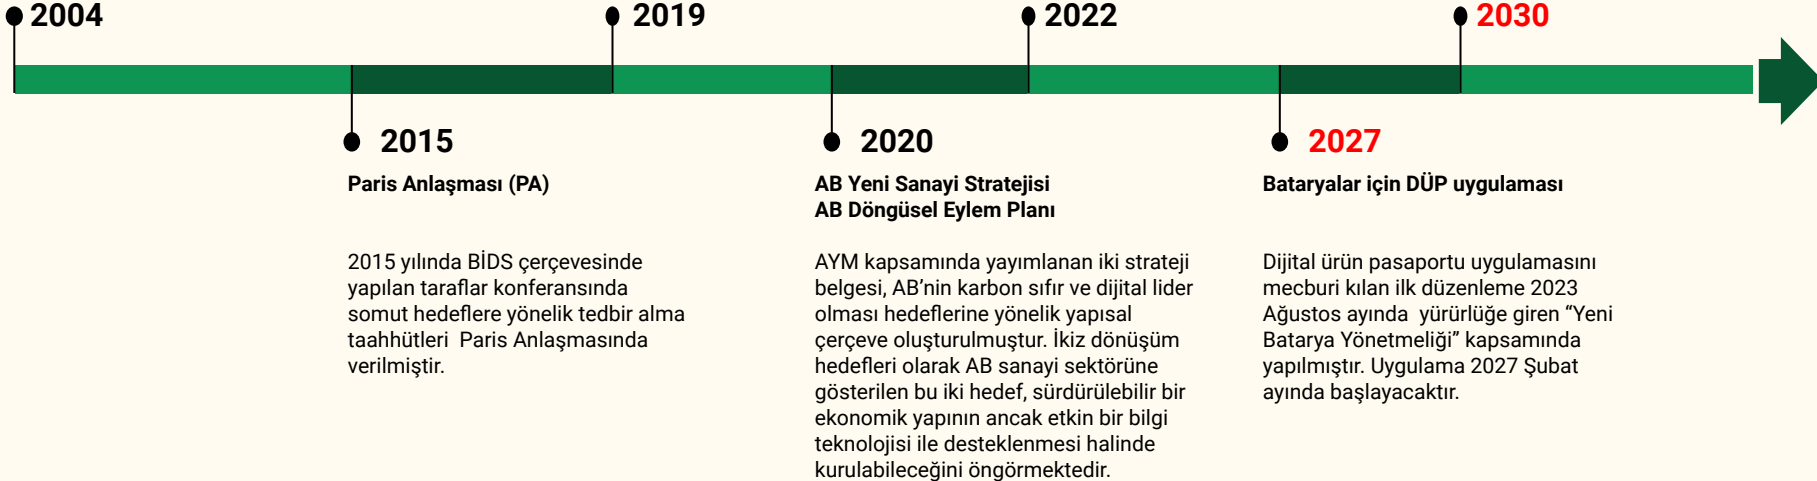 2004
2019
2022
2030
2015
Paris Anlaşması (PA)
2015 yılında BİDS çerçevesinde
yapılan taraflar konferansında
somut hedeflere yönelik tedbir alma
taahhütleri  Paris Anlaşmasında
verilmiştir.
2020
AB Yeni Sanayi Stratejisi
AB Döngüsel Eylem Planı
AYM kapsamında yayımlanan iki strateji
belgesi, AB’nin karbon sıfır ve dijital lider
olması hedeflerine yönelik yapısal
çerçeve oluşturulmuştur. İkiz dönüşüm
hedefleri olarak AB sanayi sektörüne
gösterilen bu iki hedef, sürdürülebilir bir
ekonomik yapının ancak etkin bir bilgi
teknolojisi ile desteklenmesi halinde
kurulabileceğini öngörmektedir.
2027
Bataryalar için DÜP uygulaması
Dijital ürün pasaportu uygulamasını
mecburi kılan ilk düzenleme 2023
Ağustos ayında  yürürlüğe giren “Yeni
Batarya Yönetmeliği” kapsamında
yapılmıştır. Uygulama 2027 Şubat
ayında başlayacaktır.